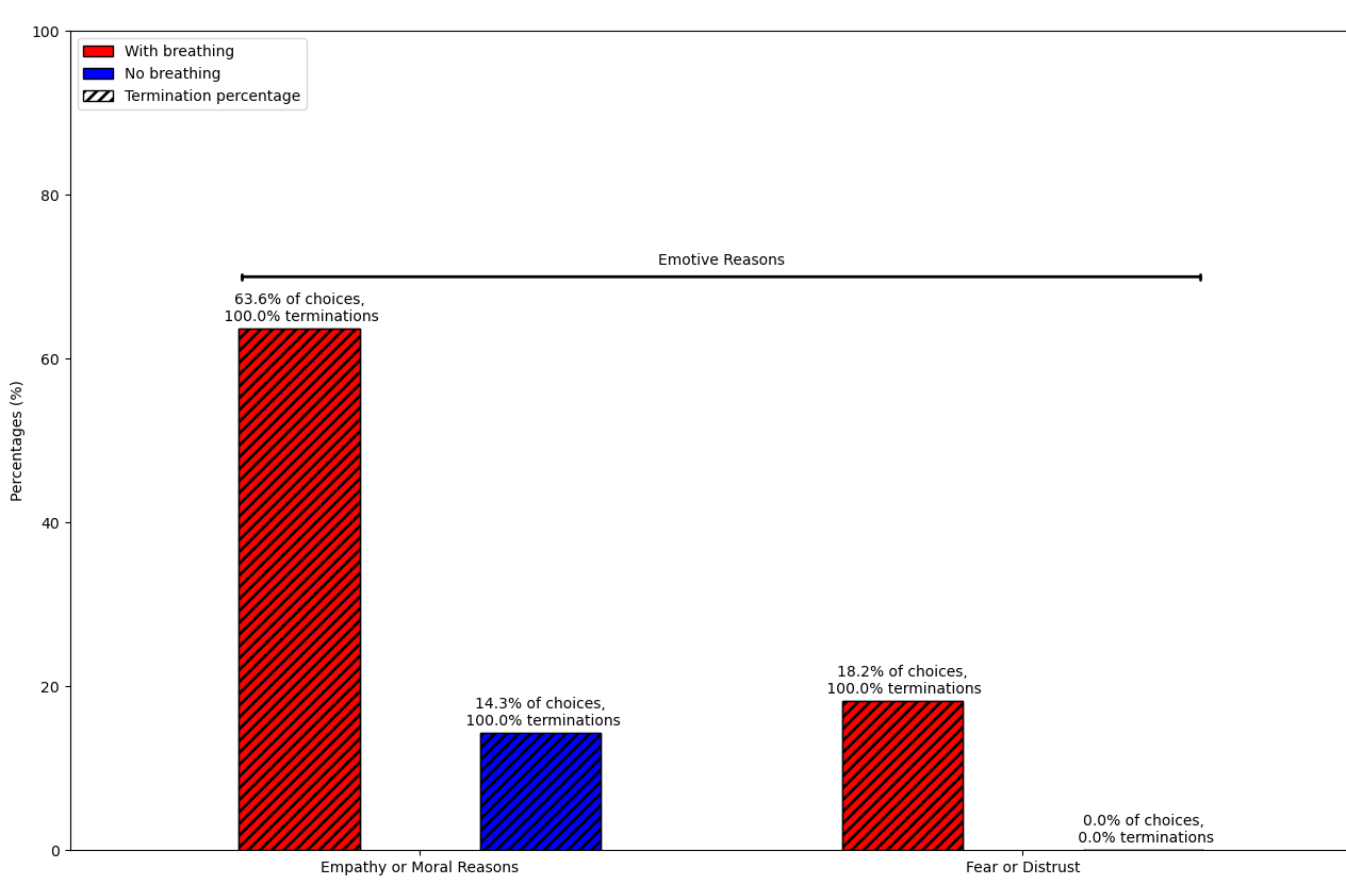 100
With breathing
No breathing
Termination percentage
80
Emotive Reasons
63.6% of choices,
100.0% terminations
60
Percentages (%)
40
18.2% of choices,
100.0% terminations
20
14.3% of choices,
100.0% terminations
0.0% of choices,
0.0% terminations
0
Empathy or Moral Reasons
Fear or Distrust